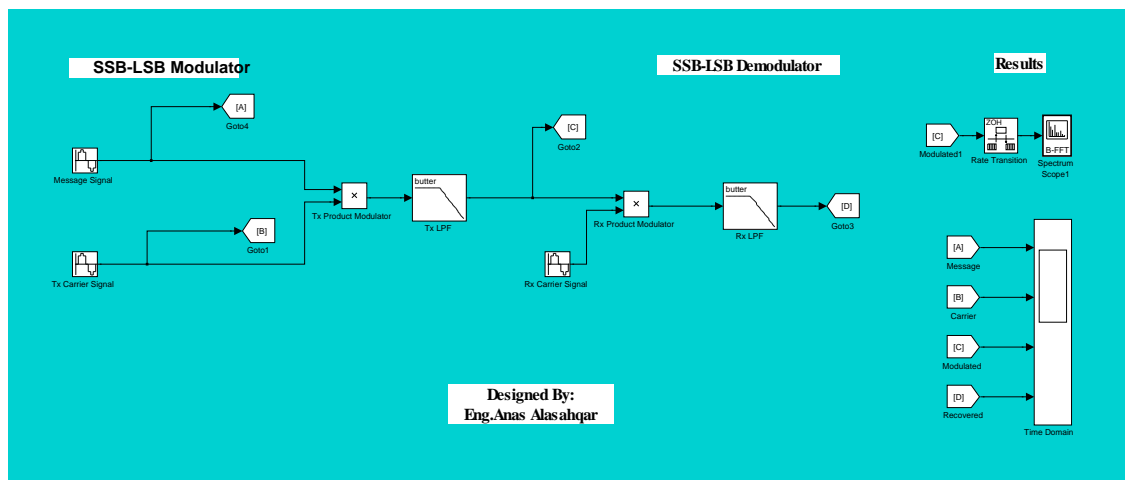 SSB-LSB Modulator
SSB-LSB Demodulator
Results
[A]
Goto4
[C]
Goto2
[C]
Modulated1
ZOH
Rate Transition
B-FFT
Spectrum
Scope1
Message Signal
butter
×
Tx Product Modulator
Tx LPF
×
Rx Product Modulator
butter
Rx LPF
[D]
Goto3
[B]
Goto1
Tx Carrier Signal
Rx Carrier Signal
[A]
Message
[B]
Carrier
[C]
Modulated
[D]
Recovered
Time Domain
Designed By:
Eng.Anas Alasahqar